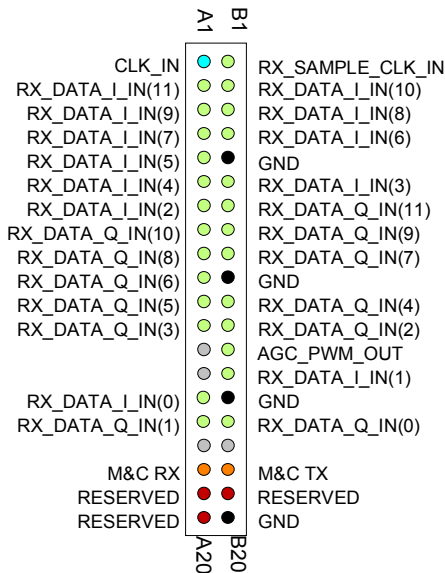 A1 B1
CLK_IN RX_SAMPLE_CLK_IN
RX_DATA_I_IN(11) RX_DATA_I_IN(10)
RX_DATA_I_IN(9) RX_DATA_I_IN(8)
RX_DATA_I_IN(7) RX_DATA_I_IN(6)
RX_DATA_I_IN(5) GND
RX_DATA_I_IN(4) RX_DATA_I_IN(3)
RX_DATA_I_IN(2) RX_DATA_Q_IN(11)
RX_DATA_Q_IN(10) RX_DATA_Q_IN(9)
RX_DATA_Q_IN(8) RX_DATA_Q_IN(7)
RX_DATA_Q_IN(6) GND
RX_DATA_Q_IN(5) RX_DATA_Q_IN(4)
RX_DATA_Q_IN(3) RX_DATA_Q_IN(2)
AGC_PWM_OUT
RX_DATA_I_IN(1)
RX_DATA_I_IN(0) GND
RX_DATA_Q_IN(1) RX_DATA_Q_IN(0)
M&C RX M&C TX
RESERVED RESERVED
RESERVED GND
A20 B20